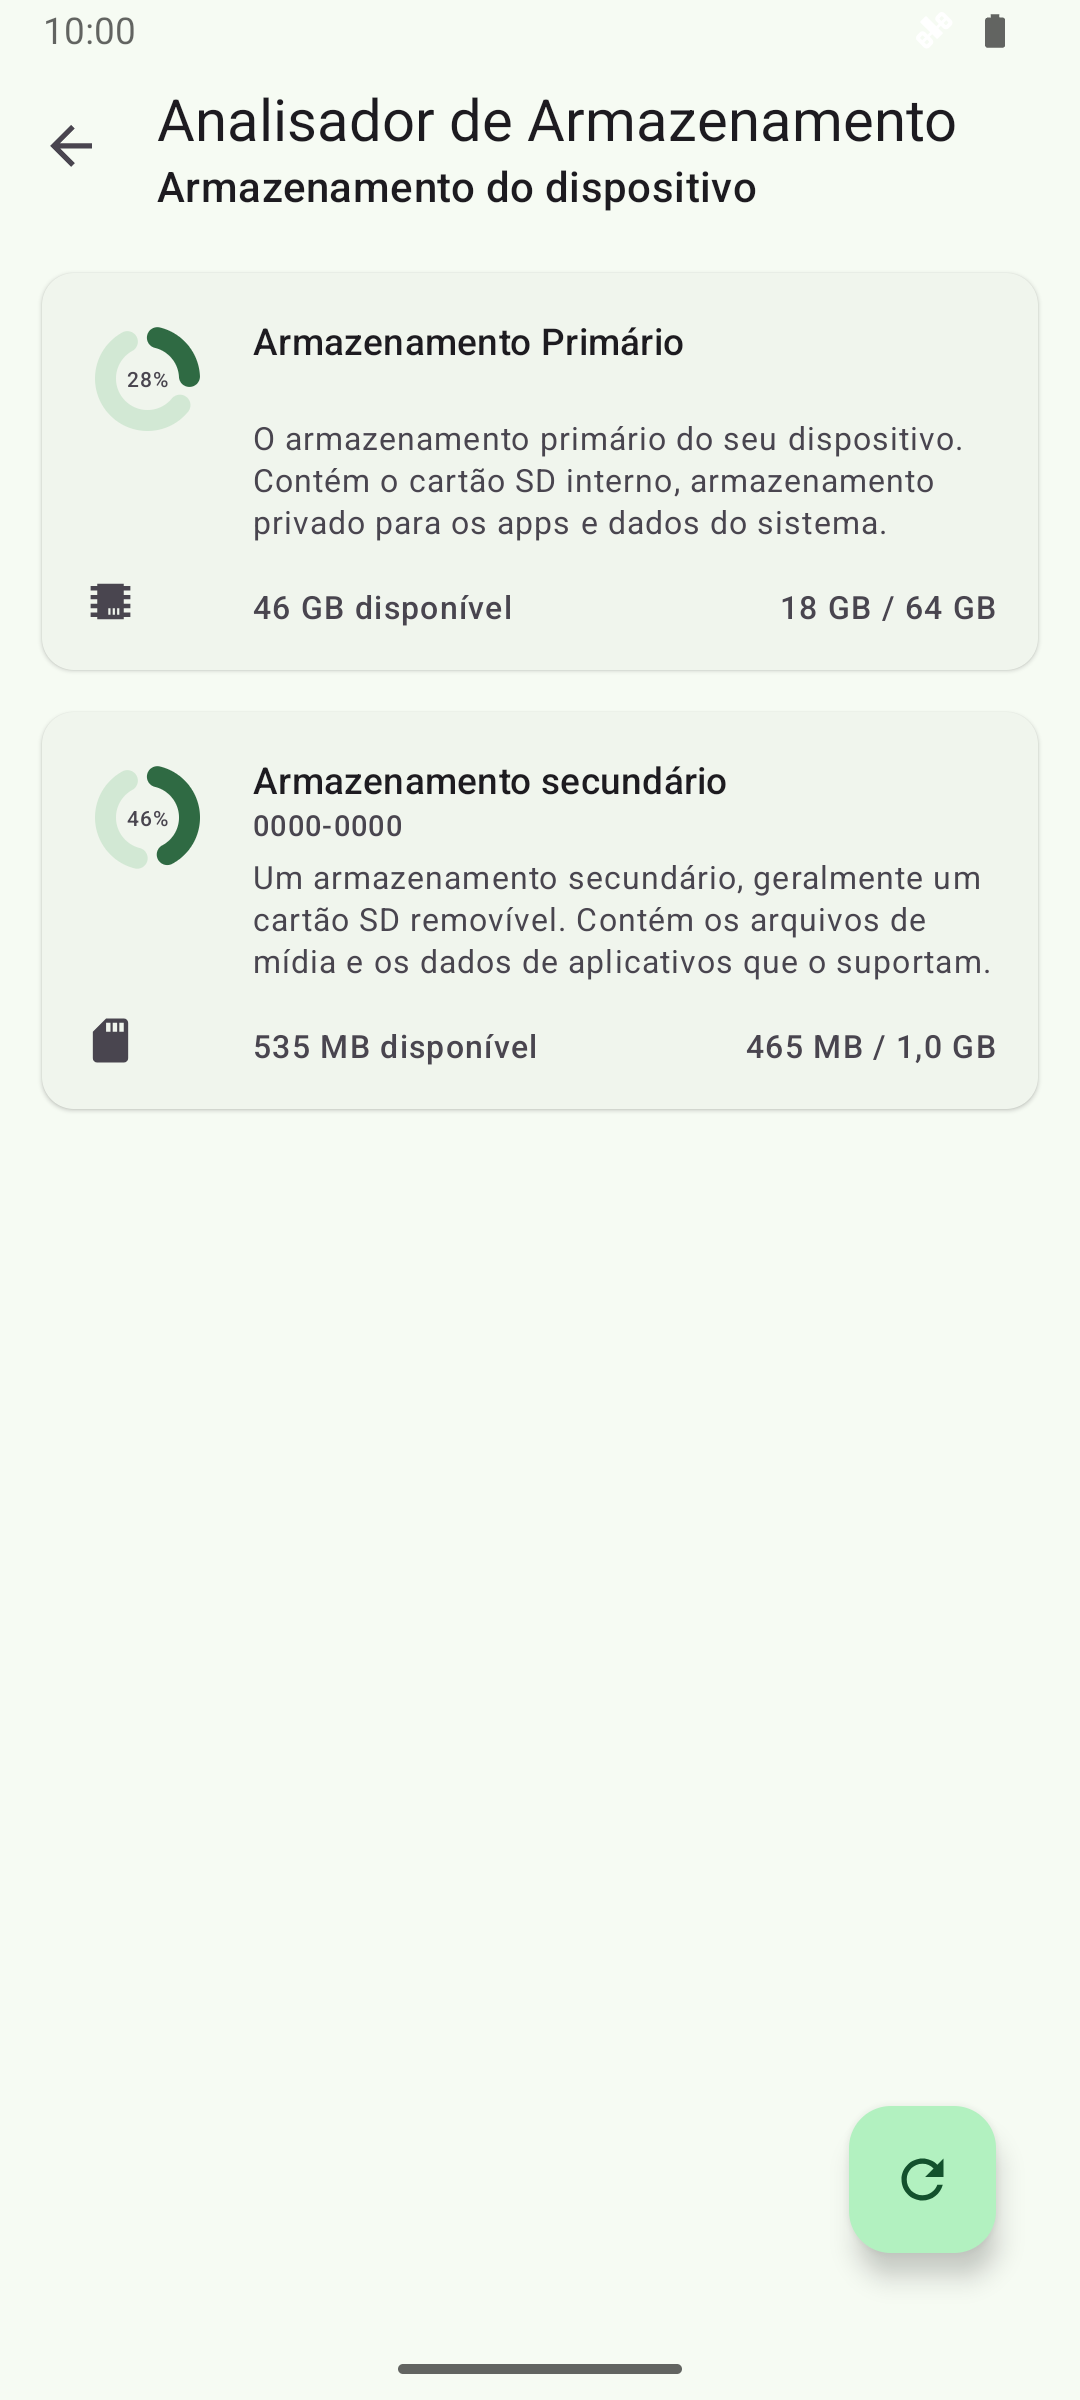 10:00
Analisador de Armazenamento
Armazenamento do dispositivo
28%
Armazenamento Primário
O armazenamento primário do seu dispositivo.
Contém o cartão SD interno, armazenamento
privado para os apps e dados do sistema.
46 GB disponível
18 GB / 64 GB
46%
Armazenamento secundário
0000-0000
Um armazenamento secundário, geralmente um
cartão SD removível. Contém os arquivos de
mídia e os dados de aplicativos que o suportam.
535 MB disponível
465 MB / 1,0 GB